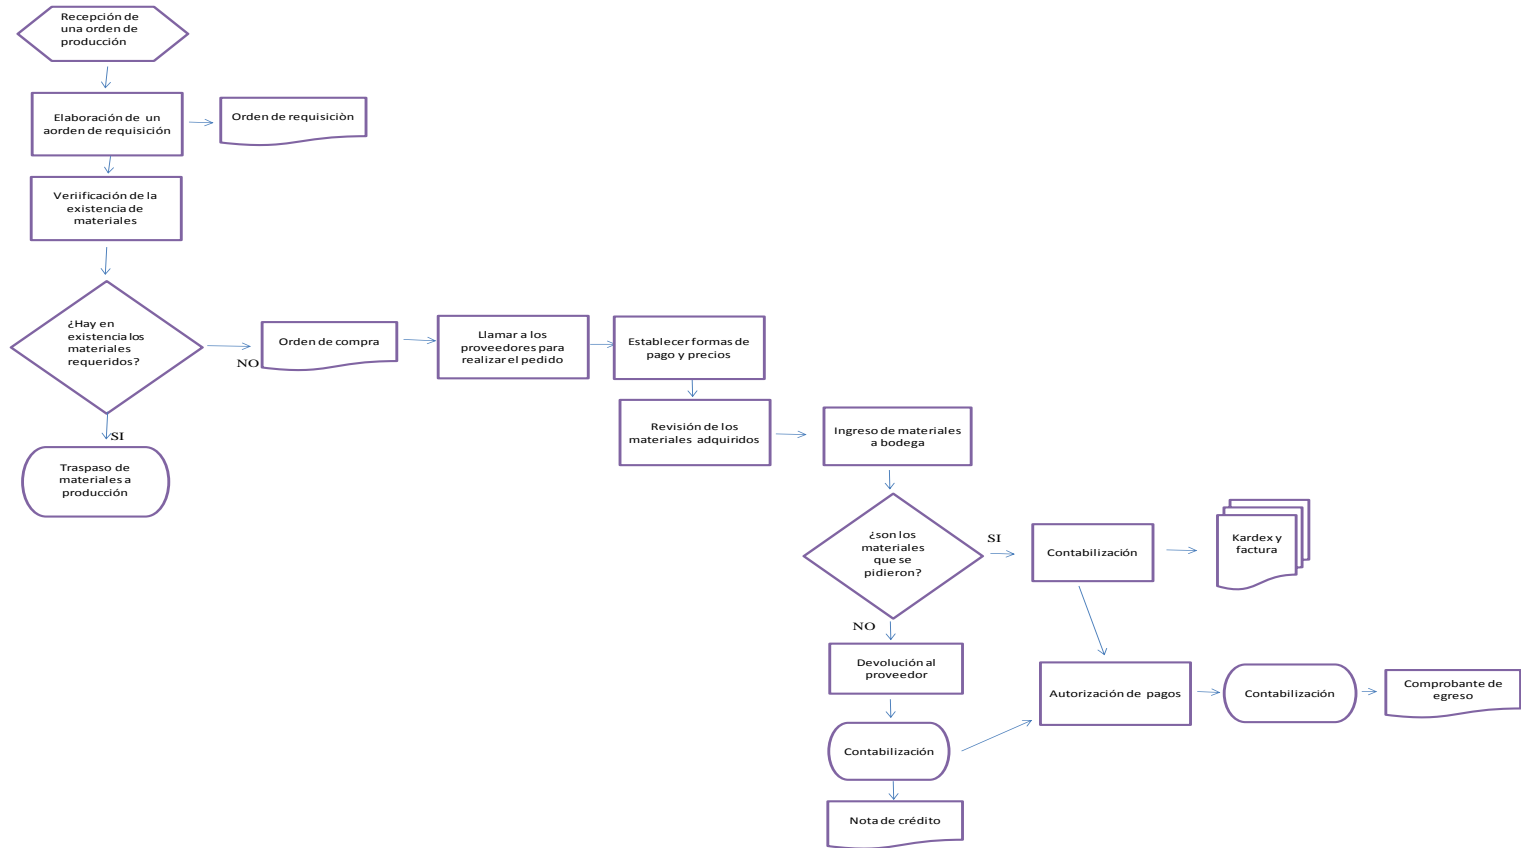 Recepción de
una orden de
producción
Elaboración de un
aorden de requisición
Orden de requisiciòn
Veriificación de la
existencia de
materiales
¿Hay en
existencia los
materiales
requeridos?
NO
Orden de compra
Llamar a los
proveedores para
realizar el pedido
Establecer formas de
pago y precios
SI
Traspaso de
materiales a
producción
Revisión de los
materiales adquiridos
Ingreso de materiales
a bodega
¿son los
materiales
que se
pidieron?
SI
Contabilización
Kardex y
factura
NO
Devolución al
proveedor
Autorización de pagos
Contabilización
Comprobante de
egreso
Contabilización
Nota de crédito